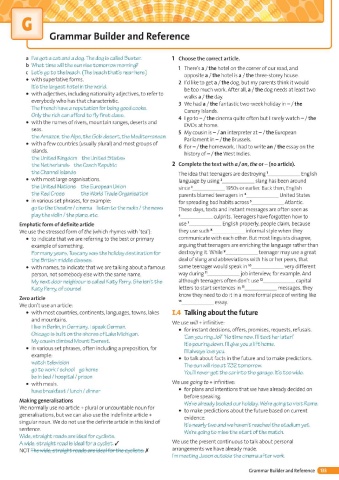 G
Grammar Builder and Reference
a I've got a cat and a dog. The dog is called Buster.
b What time will the sun rise tomorrow morning?
c Let's go to the beach. (The beach that's near here.)
• with superlative forms.
It's the largest hotel in the world.
• with adjectives, including nationality adjectives, to refer to
everybody who has that characteristic.
The French have a reputation for being good cooks.
Only the rich can afford to fly first class.
• with the names of rivers, mountain ranges, deserts and
seas.
the Amazon, the Alps, the Gobi desert, the Mediterranean
• with a few countries (usually plural) and most groups of
islands.
the United Kingdom the United States
the Netherlands the Czech Republic
the Channel Islands
• with most large organisations
the United Nations the European Union
the Red Cross the World Trade Organisation
• in various set phrases, for example:
go to the theatre / cinema listen to the radio / the news
play the violin / the piano, etc.
Emphatic form of definite article
We use the stressed form of the (which rhymes with 'tea'):
• to indicate that we are referring to the best or primary
example of something.
For many years, Tuscany was the holiday destination for
the British middle classes.
• with names, to indicate that we are talking about a famous
person, not somebody else with the same name.
My next door neighbour is called Katy Perry. She isn't the
Katy Perry, of course!
Zero article
We don't use an article:
• with most countries, continents, languages, towns, lakes
and mountains.
I live in Berlin, in Germany. I speak German.
Chicago is built on the shores of Lake Michigan.
My cousin climbed Mount Everest.
• in various set phrases, often including a preposition, for
example:
watch television
go to work / school go home
be in bed / hospital / prison
• with meals.
have breakfast / lunch / dinner
Making generalisations
We normally use no article + plural or uncountable noun for
generalisations, but we can also use the indefinite article +
singular noun. We do not use the definite article in this kind of
sentence.
Wide, straight roads are ideal for cyclists.
A wide, straight road is ideal for a cyclist. ✓
NOT The wide, straight roads are ideal for the cyclists. ✗
1 Choose the correct article.
1 There's a / the hotel on the corner of our road, and
opposite a / the hotel is a / the three-storey house.
2 I'd like to get a / the dog, but my parents think it would
be too much work. After all, a / the dog needs at least two
walks a / the day.
3 We had a / the fantastic two-week holiday in – / the
Canary Islands.
4 I go to – / the cinema quite often but I rarely watch – / the
DVDs at home.
5 My cousin is – / an interpreter at – / the European
Parliament in – / the Brussels.
6 For – / the homework, I had to write an / the essay on the
history of – / the West Indies.
2 Complete the text with a / an, the or – (no article).
The idea that teenagers are destroying 1 English
language by using 2 slang has been around
since 3 1950s or earlier. Back then, English
parents blamed teenagers in 4 United States
for spreading bad habits across 5 Atlantic.
These days, texts and instant messages are often seen as
6 culprits. Teenagers have forgotten how to
use 7 English properly, people claim, because
they use such 8 informal style when they
communicate with each other. But most linguists disagree,
arguing that teenagers are enriching the language rather than
destroying it. While 9 teenager may use a great
deal of slang and abbreviations with his or her peers, that
same teenager would speak in 10 very different
way during 11 job interview, for example. And
although teenagers often don't use 12 capital
letters to start sentences in 13 messages, they
know they need to do it in a more formal piece of writing like
14 essay.
1.4 Talking about the future
We use will + infinitive:
• for instant decisions, offers, promises, requests, refusals.
'Can you ring Jo?' 'No time now. I'll text her later.'
It's pouring down. I'll give you a lift home.
I'll always love you.
• to talk about facts in the future and to make predictions.
The sun will rise at 7.32 tomorrow.
You'll never get the car into the garage. It's too wide.
We use going to + infinitive:
• for plans and intentions that we have already decided on
before speaking.
We've already booked our holiday. We're going to visit Rome.
• to make predictions about the future based on current
evidence.
It's nearly five and we haven't reached the stadium yet.
We're going to miss the start of the match.
We use the present continuous to talk about personal
arrangements we have already made.
I'm meeting Jason outside the cinema after work.
Grammar Builder and Reference